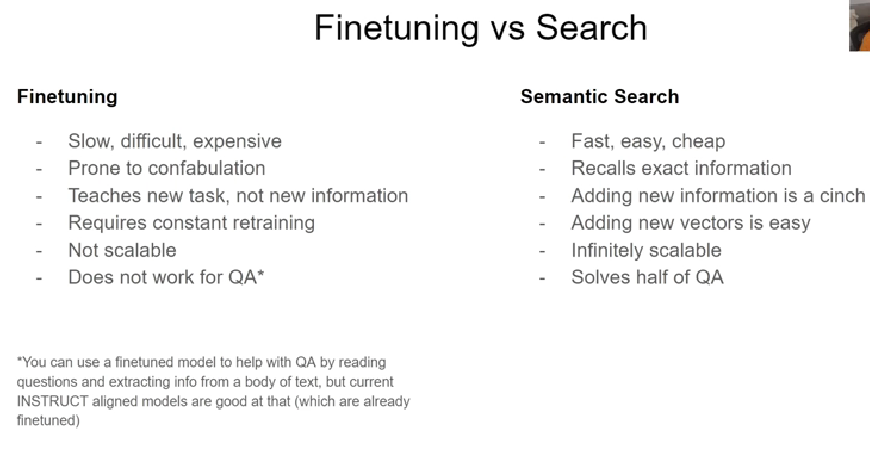 Finetuning vs Search
Finetuning
- Slow, difficult, expensive
- Prone to confabulation
- Teaches new task, not new information
- Requires constant retraining
- Not scalable
- Does not work for QA*
*You can use a finetuned model to help with QA by reading
questions and extracting info from a body of text, but current
INSTRUCT aligned models are good at that (which are already
finetuned)
Semantic Search
- Fast, easy, cheap
- Recalls exact information
- Adding new information is a cinch
- Adding new vectors is easy
- Infinitely scalable
- Solves half of QA